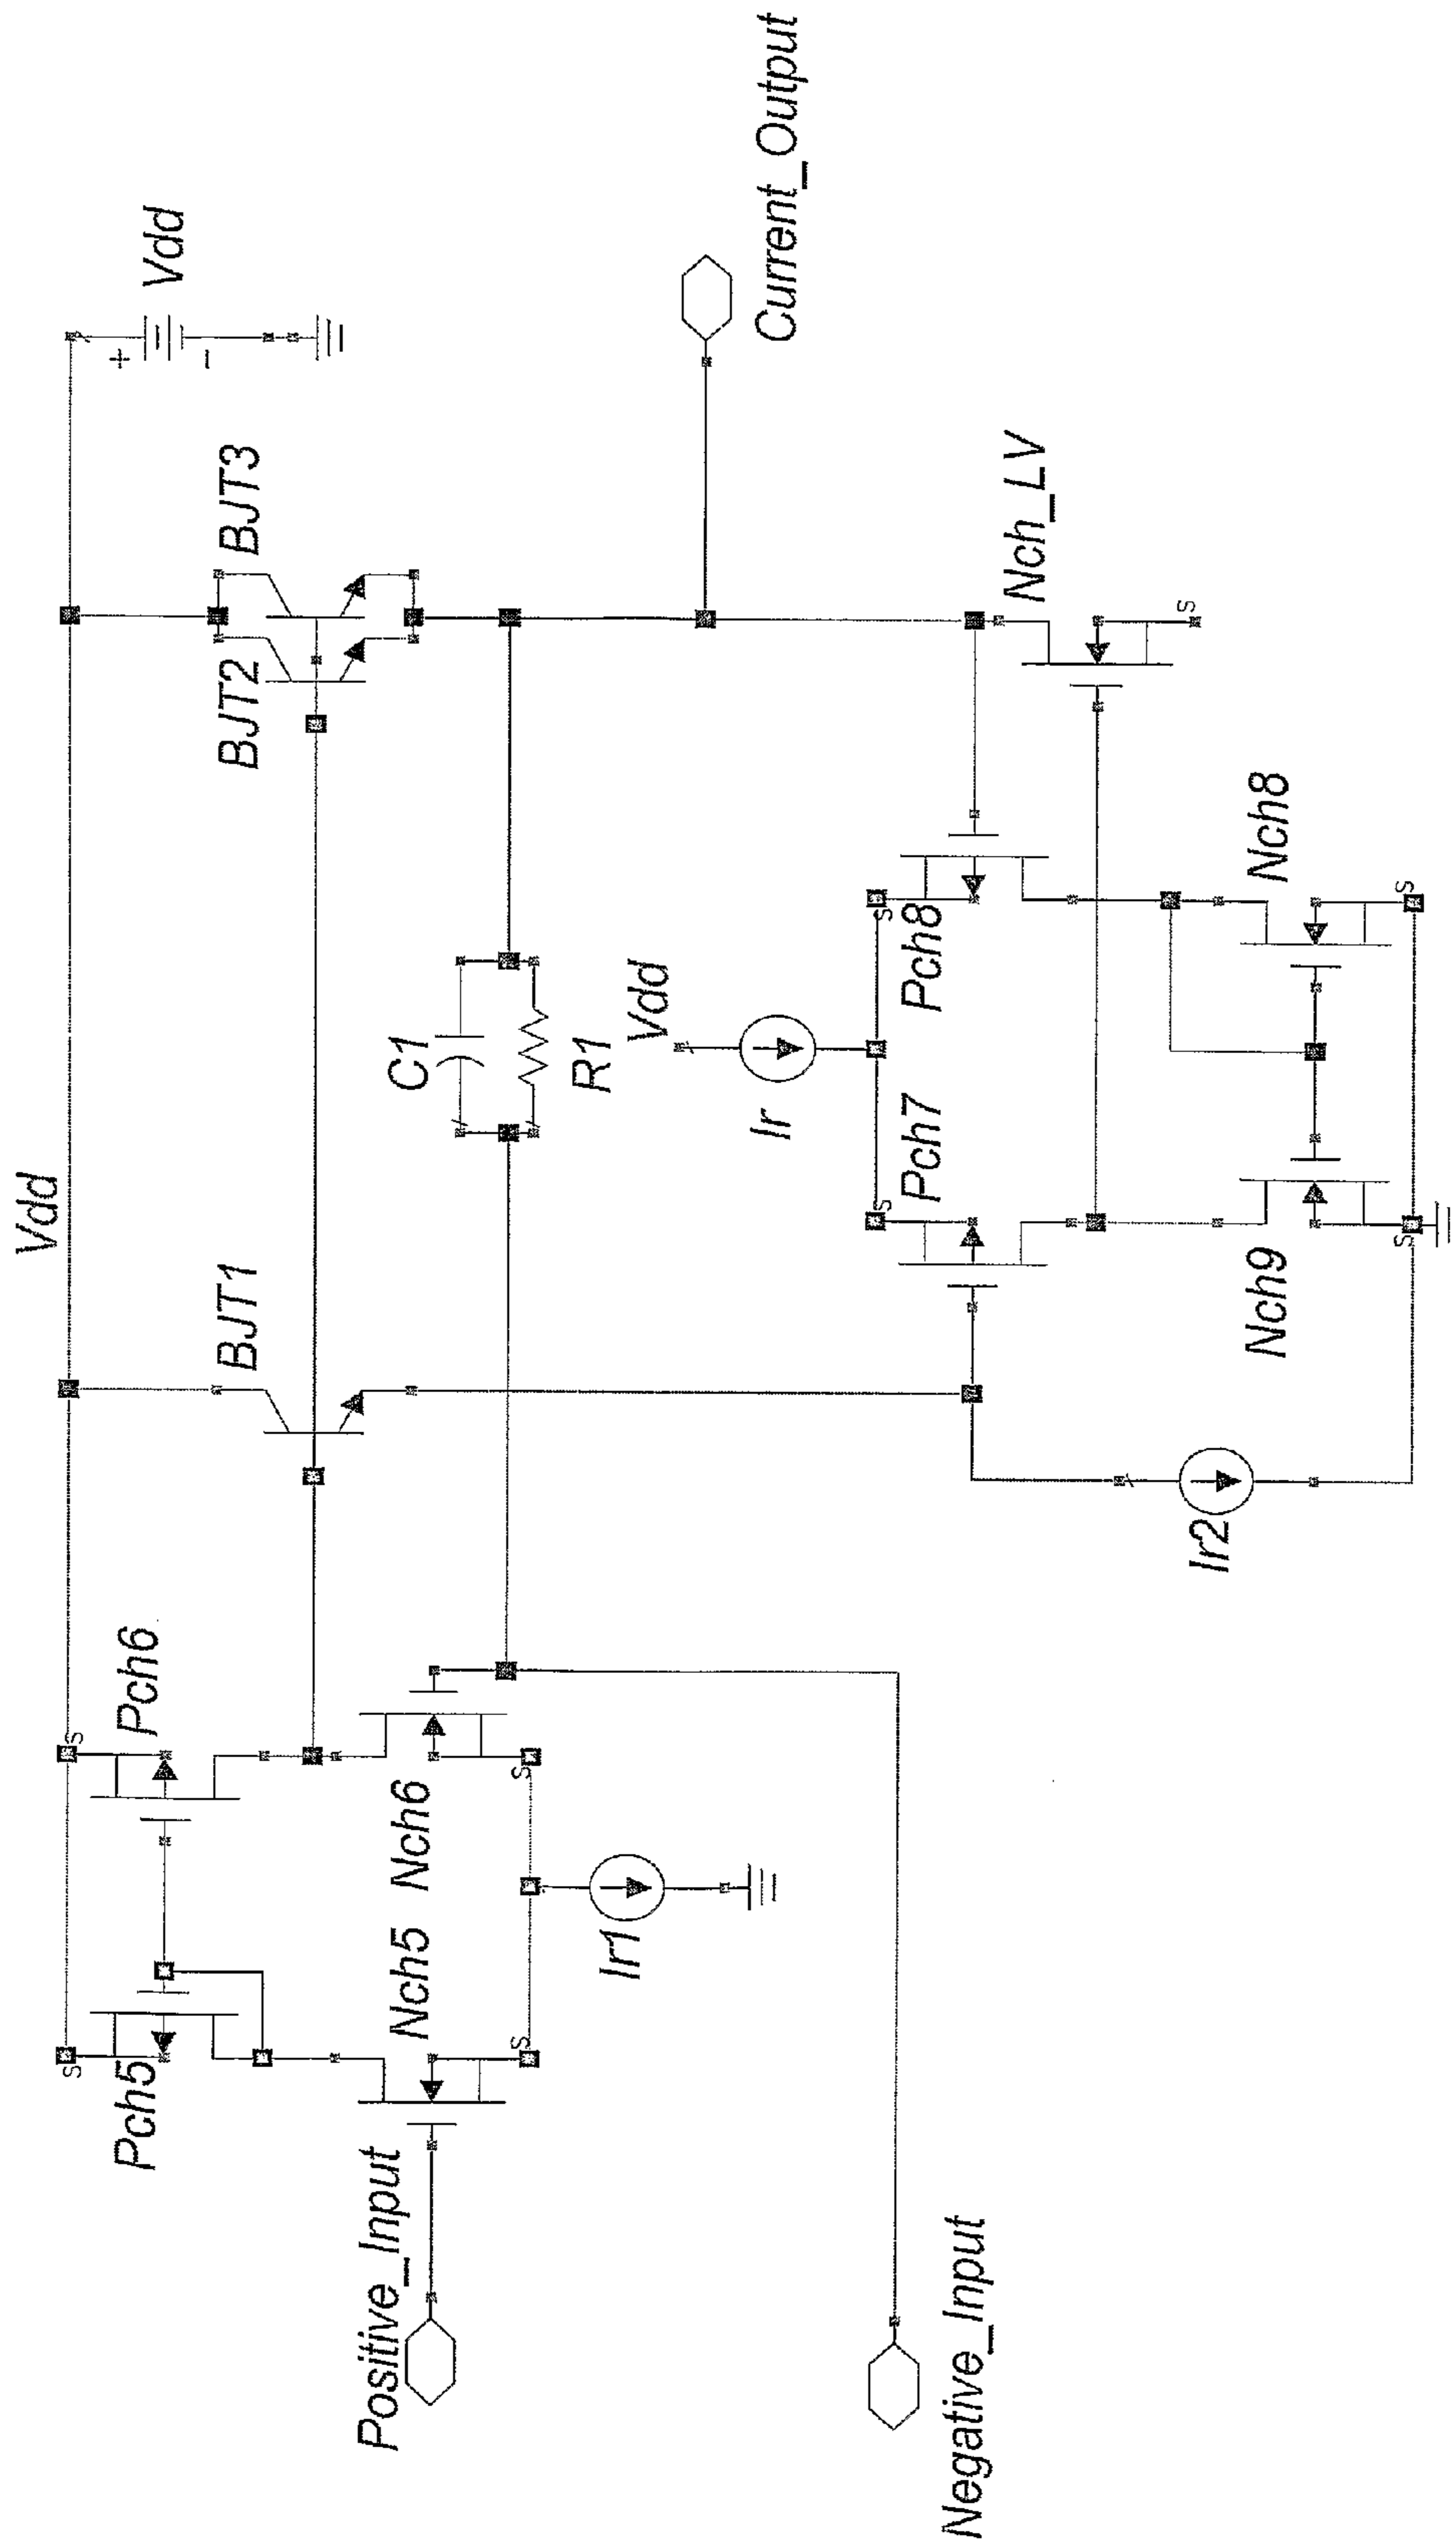 Vdd
Vdd
+
−
Pch5
Pch6
BJT1
BJT2
BJT3
S
S
Positive_Input
Nch5
Nch6
S
S
C1
R1
Ir1
Vdd
Ir
Current_Output
Negative_Input
Pch7
Pch8
S
S
Nch_LV
S
Ir2
Nch9
Nch8
S
S